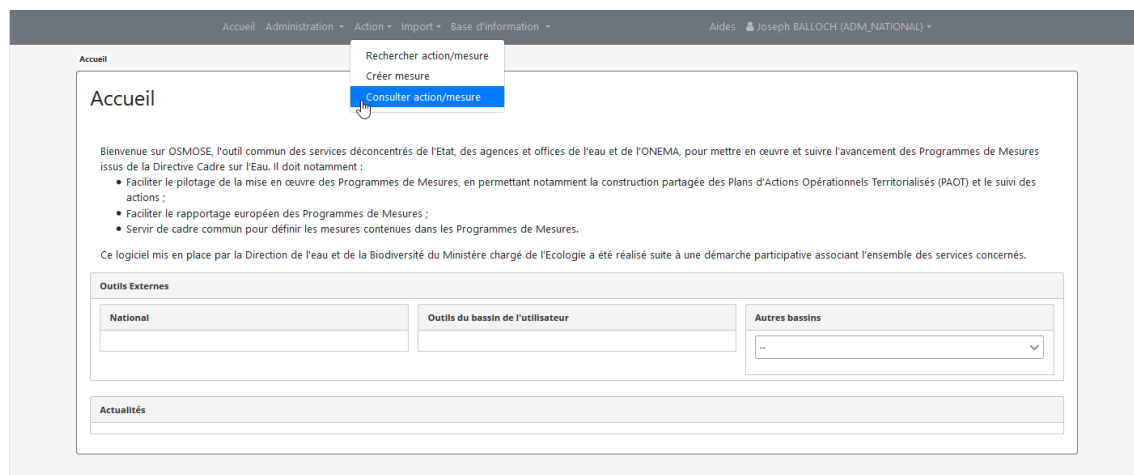 Accueil Administration Action Import Base d'information Aides Joseph BALLOCH (ADM_NATIONAL)
Rechercher action/mesure
Créer mesure
Consulter action/mesure
Accueil
Accueil
Bienvenue sur OSMOSE, l'outil commun des services déconcentrés de l'Etat, des agences et offices de l'eau et de l'ONEMA, pour mettre en œuvre et suivre l'avancement des Programmes de Mesures
issus de la Directive Cadre sur l'Eau. Il doit notamment :
• Faciliter le pilotage de la mise en œuvre des Programmes de Mesures, en permettant notamment la construction partagée des Plans d'Actions Opérationnels Territorialisés (PAOT) et le suivi des
actions ;
• Faciliter le rapportage européen des Programmes de Mesures ;
• Servir de cadre commun pour définir les mesures contenues dans les Programmes de Mesures.
Ce logiciel mis en place par la Direction de l'eau et de la Biodiversité du Ministère chargé de l'Ecologie a été réalisé suite à une démarche participative associant l'ensemble des services concernés.
Outils Externes
National
Outils du bassin de l'utilisateur
Autres bassins
--
Actualités